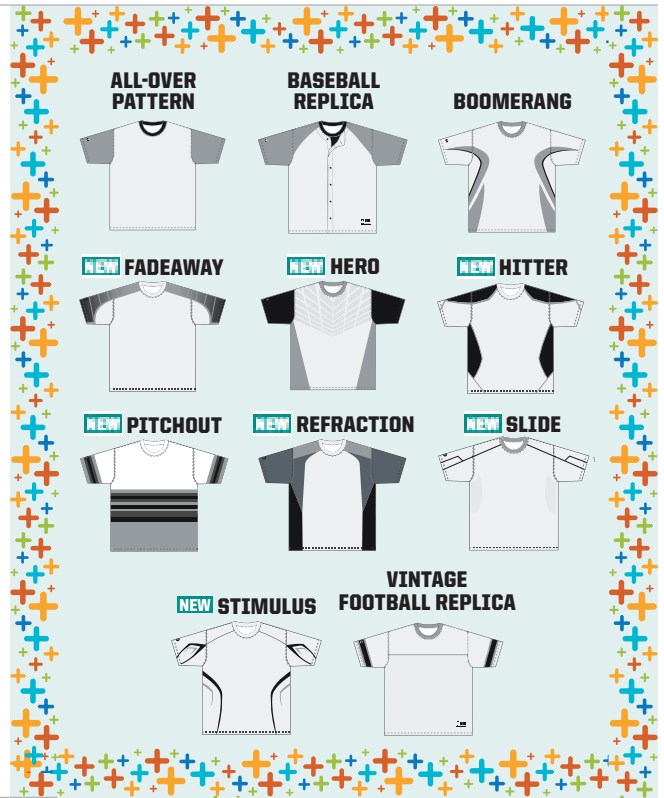 ALL-OVER
PATTERN
BASEBALL
REPLICA
BOOMERANG
NEW FADEAWAY
NEW HERO
NEW HITTER
NEW PITCHOUT
NEW REFRACTION
NEW SLIDE
NEW STIMULUS
VINTAGE
FOOTBALL REPLICA